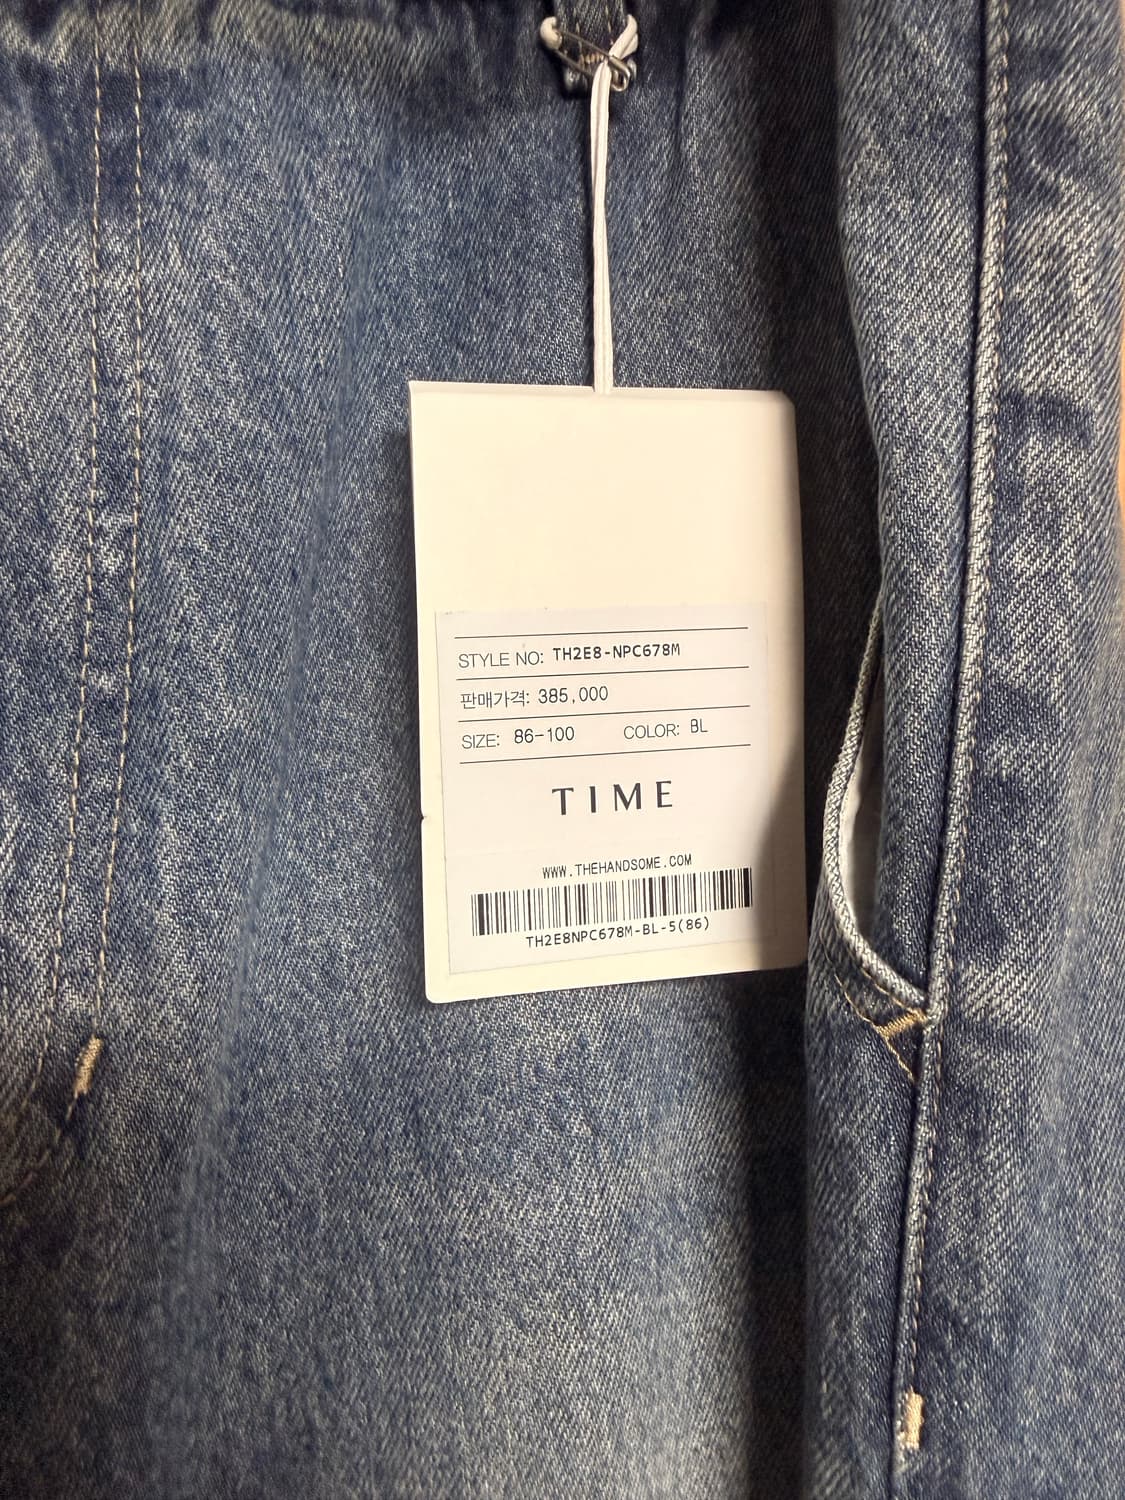 STYLE NO: TH2E8-NPC678M
판매가격: 385,000
SIZE: 86-100 COLOR: BL
TIME
WWW.THEHANDSOME.COM
TH2E8NPC678M-BL-5(86)